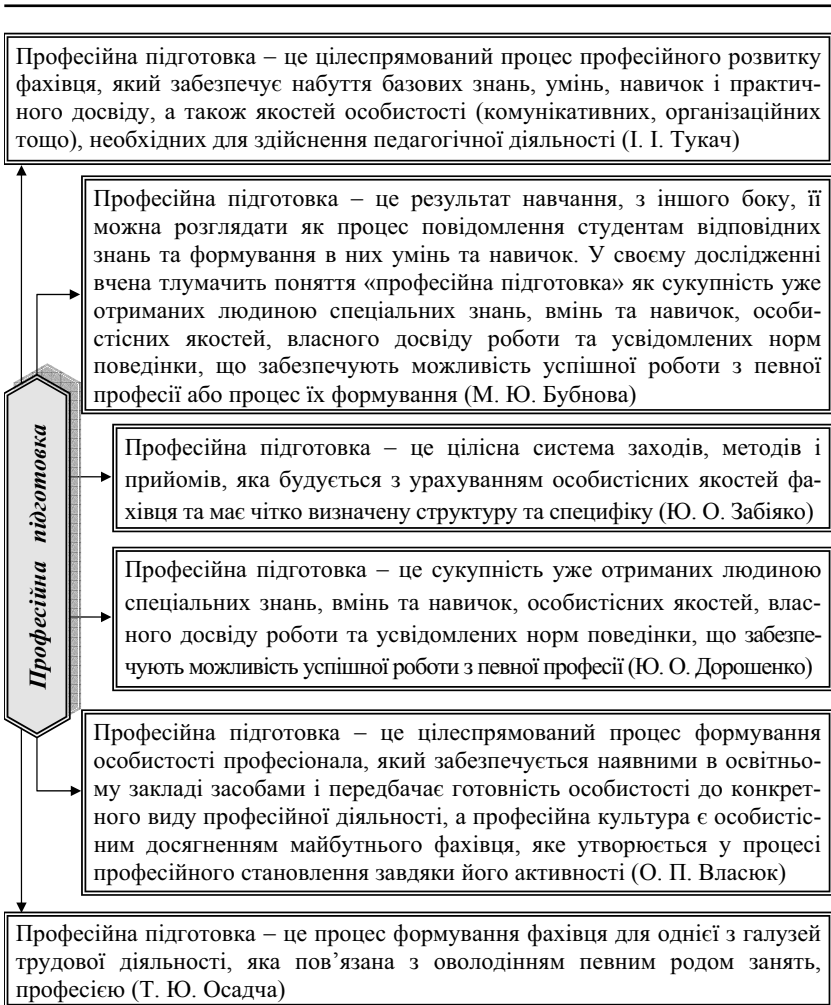 Професійна підготовка – це цілеспрямований процес професійного розвитку
фахівця, який забезпечує набуття базових знань, умінь, навичок і практич-
ного досвіду, а також якостей особистості (комунікативних, організаційних
тощо), необхідних для здійснення педагогічної діяльності (І. І. Тукач)
Професійна підготовка – це результат навчання, з іншого боку, її
можна розглядати як процес повідомлення студентам відповідних
знань та формування в них умінь та навичок. У своєму дослідженні
вчена тлумачить поняття «професійна підготовка» як сукупність уже
отриманих людиною спеціальних знань, вмінь та навичок, особи-
стісних якостей, власного досвіду роботи та усвідомлених норм
поведінки, що забезпечують можливість успішної роботи з певної
професії або процес їх формування (М. Ю. Бубнова)
Професійна підготовка
Професійна підготовка – це цілісна система заходів, методів і
прийомів, яка будується з урахуванням особистісних якостей фа-
хівця та має чітко визначену структуру та специфіку (Ю. О. Забіяко)
Професійна підготовка – це сукупність уже отриманих людиною
спеціальних знань, вмінь та навичок, особистісних якостей, влас-
ного досвіду роботи та усвідомлених норм поведінки, що забезпе-
чують можливість успішної роботи з певної професії (Ю. О. Дорошенко)
Професійна підготовка – це цілеспрямований процес формування
особистості професіонала, який забезпечується наявними в освітньо-
му закладі засобами і передбачає готовність особистості до конкрет-
ного виду професійної діяльності, а професійна культура є особистіс-
ним досягненням майбутнього фахівця, яке утворюється у процесі
професійного становлення завдяки його активності (О. П. Власюк)
Професійна підготовка – це процес формування фахівця для однієї з галузей
трудової діяльності, яка пов’язана з оволодінням певним родом занять,
професією (Т. Ю. Осадча)